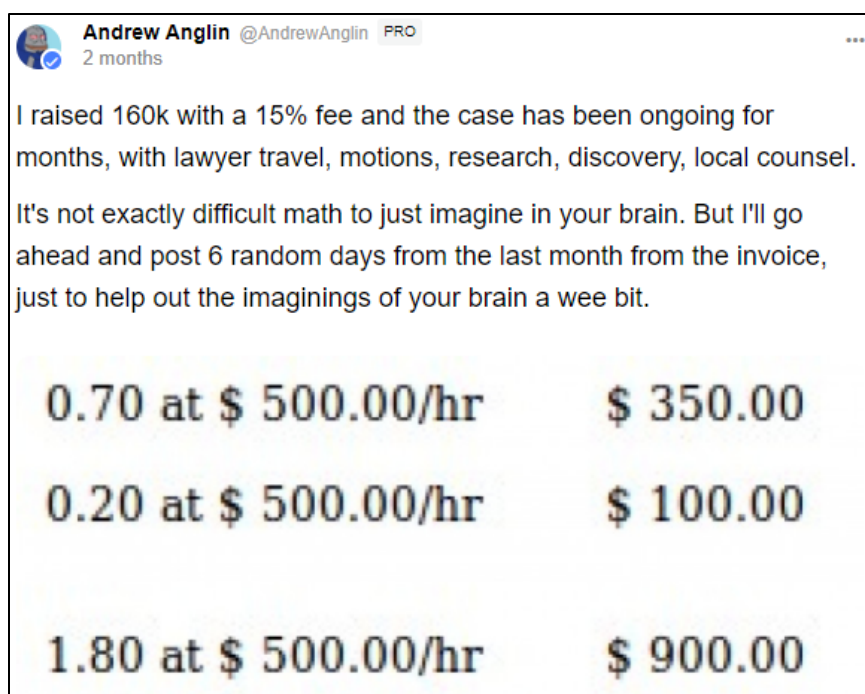 Andrew Anglin @AndrewAnglin PRO
2 months
I raised 160k with a 15% fee and the case has been ongoing for
months, with lawyer travel, motions, research, discovery, local counsel.
It's not exactly difficult math to just imagine in your brain. But I'll go
ahead and post 6 random days from the last month from the invoice,
just to help out the imaginings of your brain a wee bit.
0.70 at $ 500.00/hr $ 350.00
0.20 at $ 500.00/hr $ 100.00
1.80 at $ 500.00/hr $ 900.00